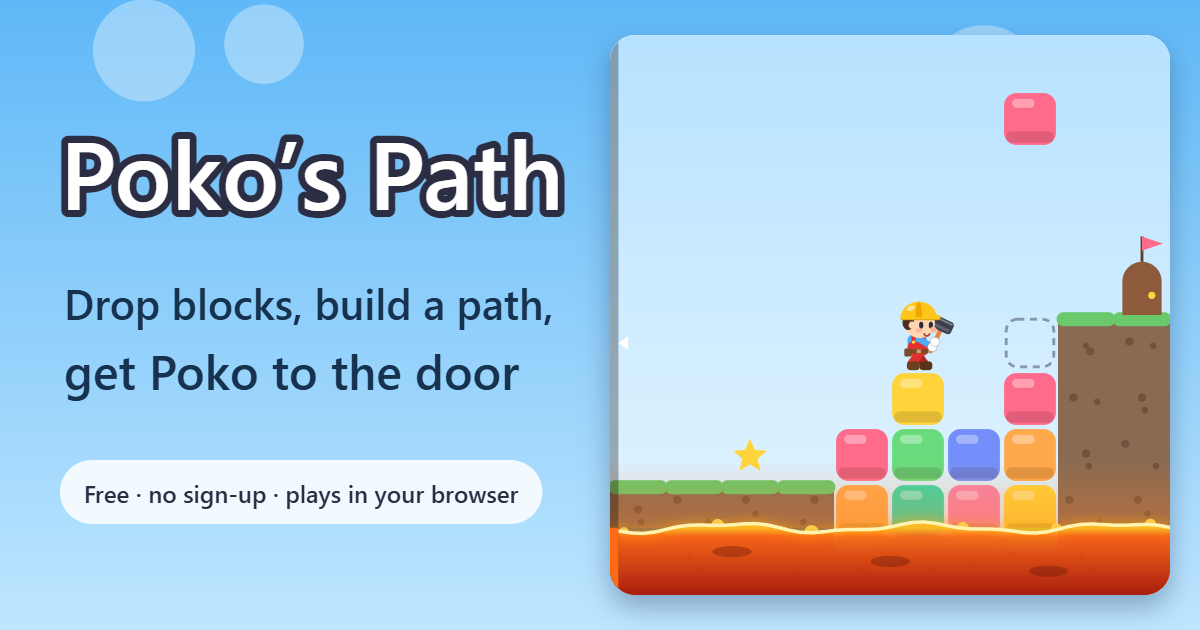 Poko’s Path
Drop blocks, build a path,
get Poko to the door
Free · no sign-up · plays in your browser